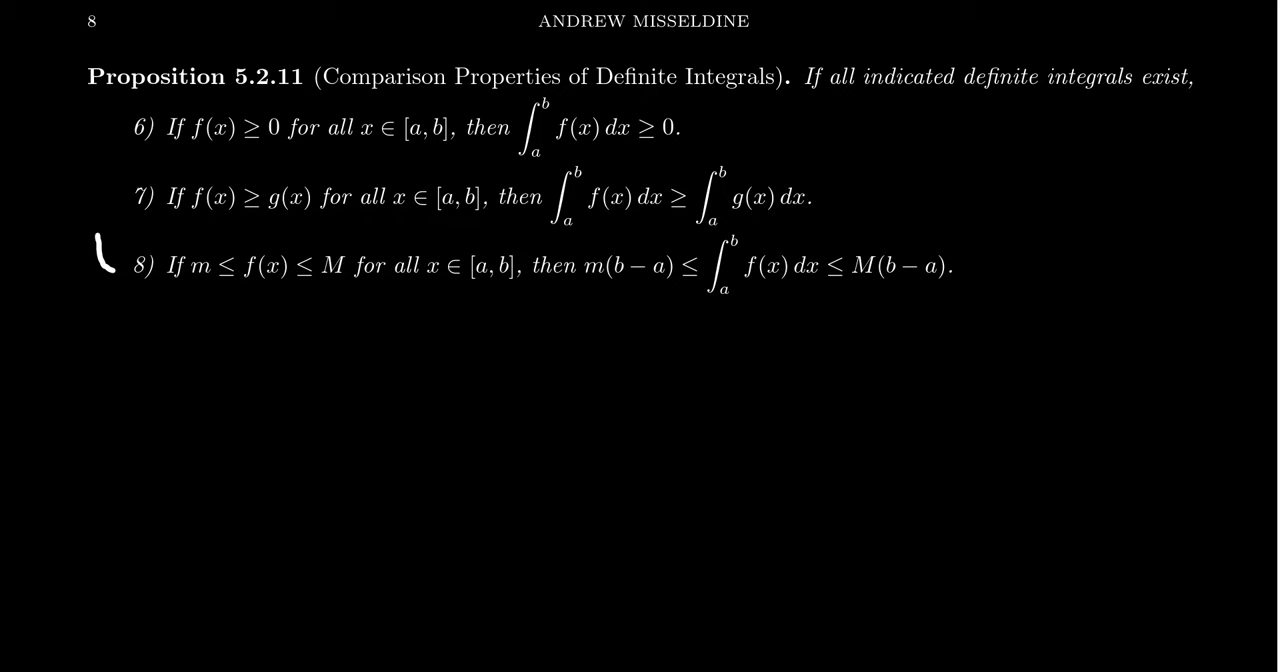 8 ANDREW MISSELDINE
Proposition 5.2.11 (Comparison Properties of Definite Integrals). If all indicated definite integrals exist,
6) If f(x) ≥ 0 for all x ∈ [a, b], then ∫_a^b f(x) dx ≥ 0.
7) If f(x) ≥ g(x) for all x ∈ [a, b], then ∫_a^b f(x) dx ≥ ∫_a^b g(x) dx.
8) If m ≤ f(x) ≤ M for all x ∈ [a, b], then m(b − a) ≤ ∫_a^b f(x) dx ≤ M(b − a).